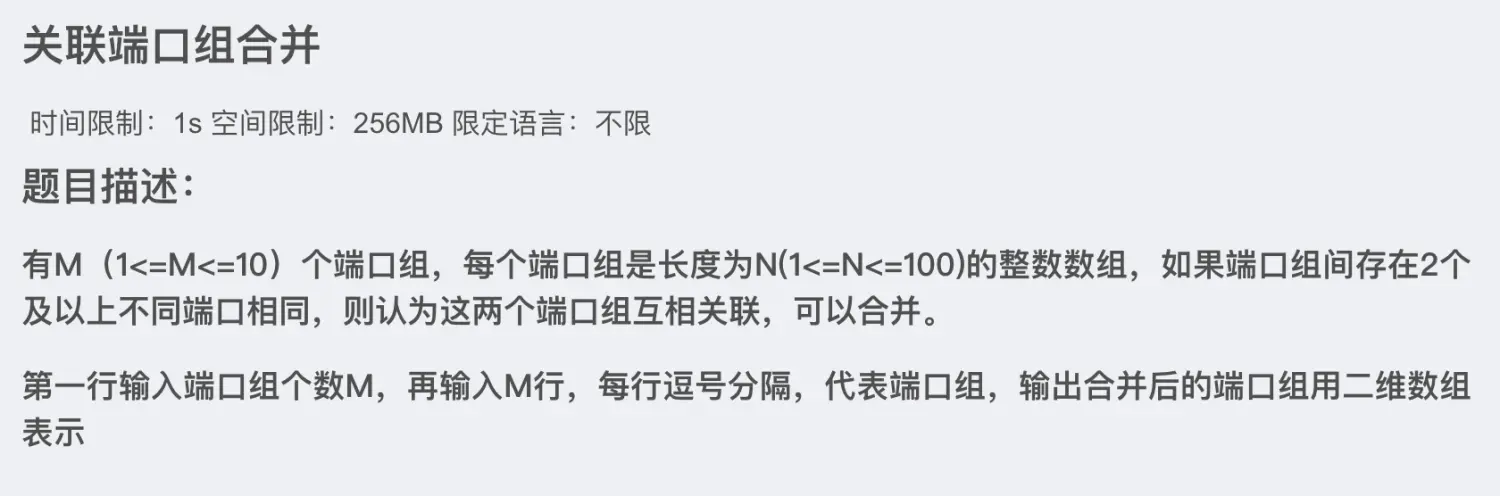 关联端口组合并
时间限制：1s 空间限制：256MB 限定语言：不限
题目描述：
有M（1<=M<=10）个端口组，每个端口组是长度为N(1<=N<=100)的整数数组，如果端口组间存在2个
及以上不同端口相同，则认为这两个端口组互相关联，可以合并。
第一行输入端口组个数M，再输入M行，每行逗号分隔，代表端口组，输出合并后的端口组用二维数组
表示